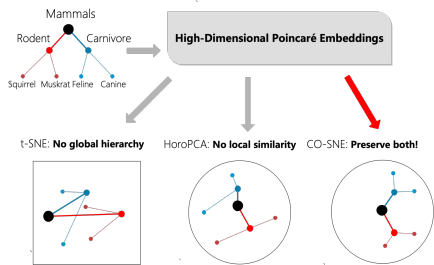 Mammals
Rodent Carnivore
High-Dimensional Poincaré Embeddings
Squirrel Muskrat Feline Canine
t-SNE: No global hierarchy
HoroPCA: No local similarity
CO-SNE: Preserve both!